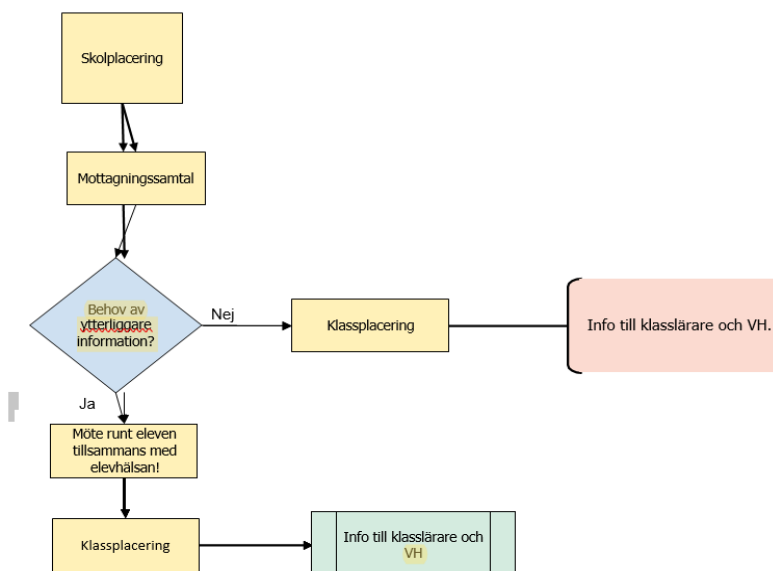 Skolplacering
Mottagningssamtal
Behov av
ytterliggare
information?
Nej
Klassplacering
Info till klasslärare och VH.
Ja
Möte runt eleven
tillsammans med
elevhälsan!
Klassplacering
Info till klasslärare och
VH